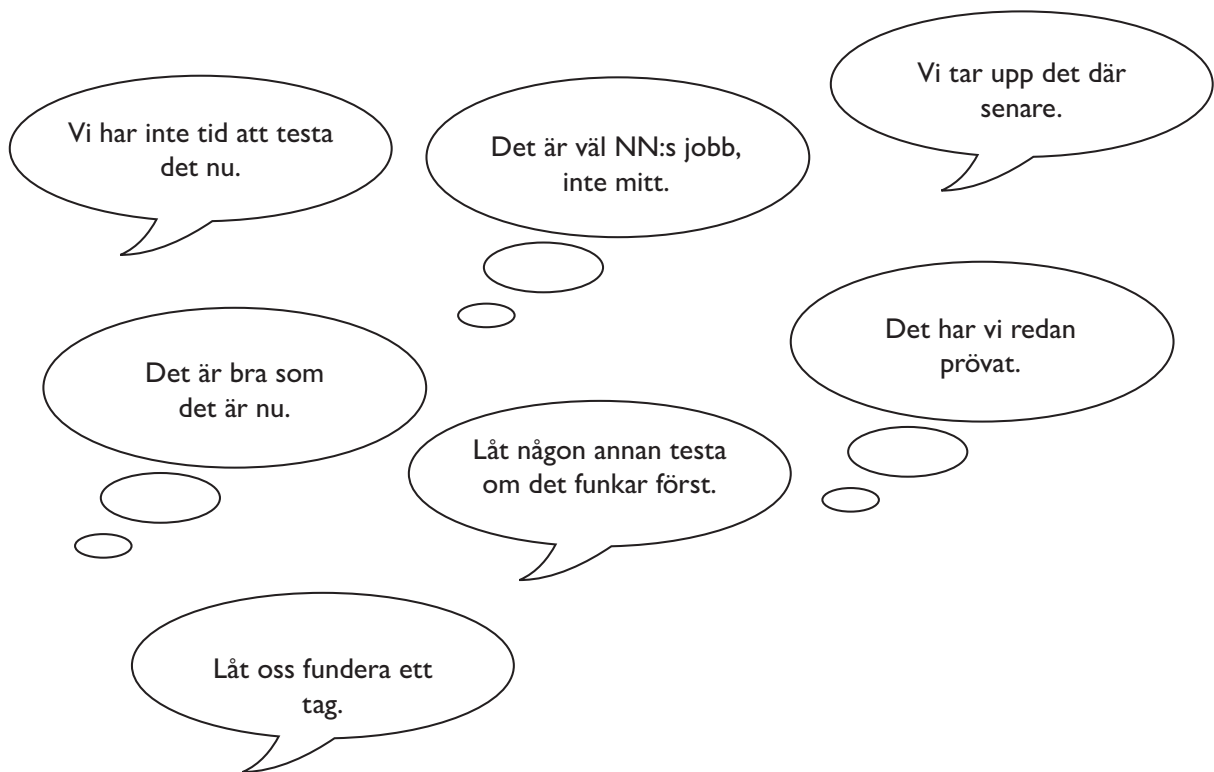 Vi har inte tid att testa
det nu.
Det är väl NN:s jobb,
inte mitt.
Vi tar upp det där
senare.
Det är bra som
det är nu.
Låt någon annan testa
om det funkar först.
Det har vi redan
prövat.
Låt oss fundera ett
tag.